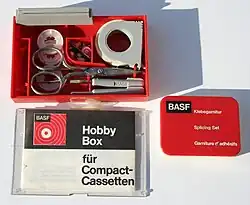 BASF
Hobby
Box
für
Compact-
Cassetten
BASF
Klebegarnitur
Splicing Set
Garniture d'adhésifs